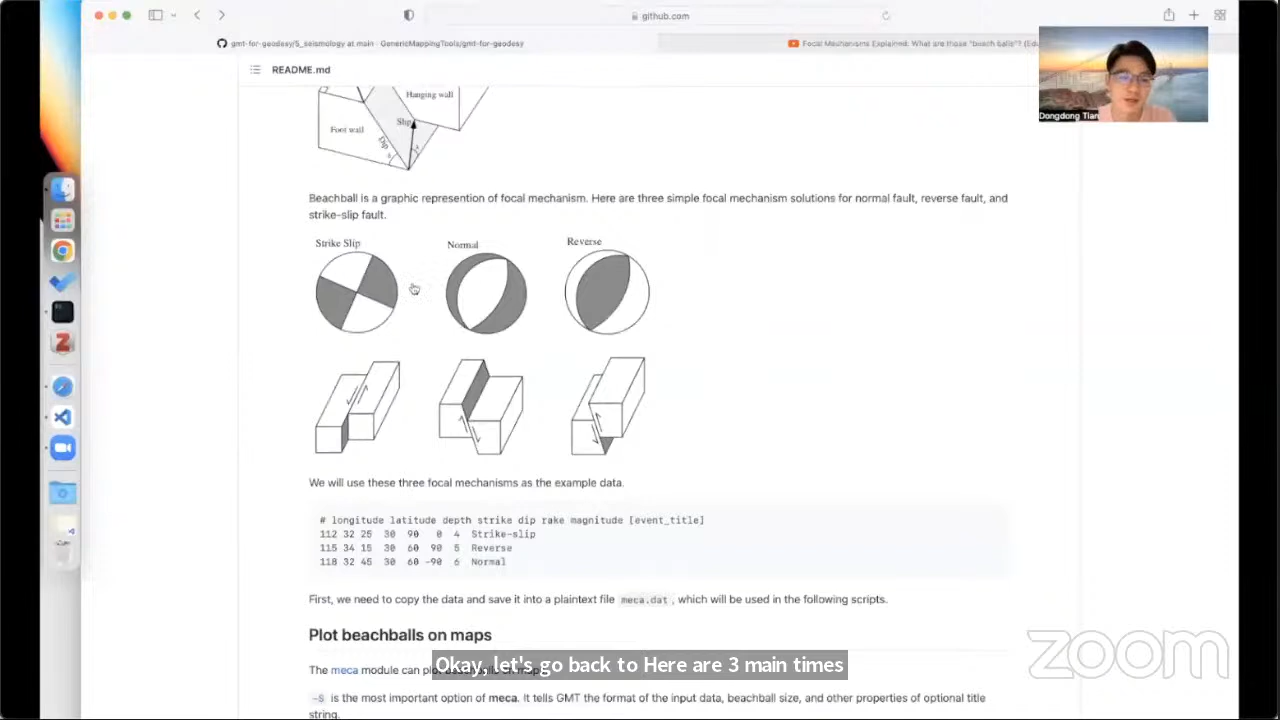 github.com
gmt-for-geodesy/5_seismology at main · GenericMappingTools/gmt-for-geodesy
Focal Mechanisms Explained: What are those "beach balls"? (Edu
README.md
Dongdong Tian
Hanging wall
Slip
Foot wall
Dip
Beachball is a graphic represention of focal mechanism. Here are three simple focal mechanism solutions for normal fault, reverse fault, and
strike-slip fault.
Strike Slip
Normal
Reverse
We will use these three focal mechanisms as the example data.
# longitude latitude depth strike dip rake magnitude [event_title]
112 32 25 30 90 0 4 Strike-slip
115 34 15 30 60 90 5 Reverse
118 32 45 30 60 -90 6 Normal
First, we need to copy the data and save it into a plaintext file meca.dat, which will be used in the following scripts.
Plot beachballs on maps
The meca module can plot beachballs on maps.
Okay, let's go back to Here are 3 main times
zoom
-S is the most important option of meca. It tells GMT the format of the input data, beachball size, and other properties of optional title
string.